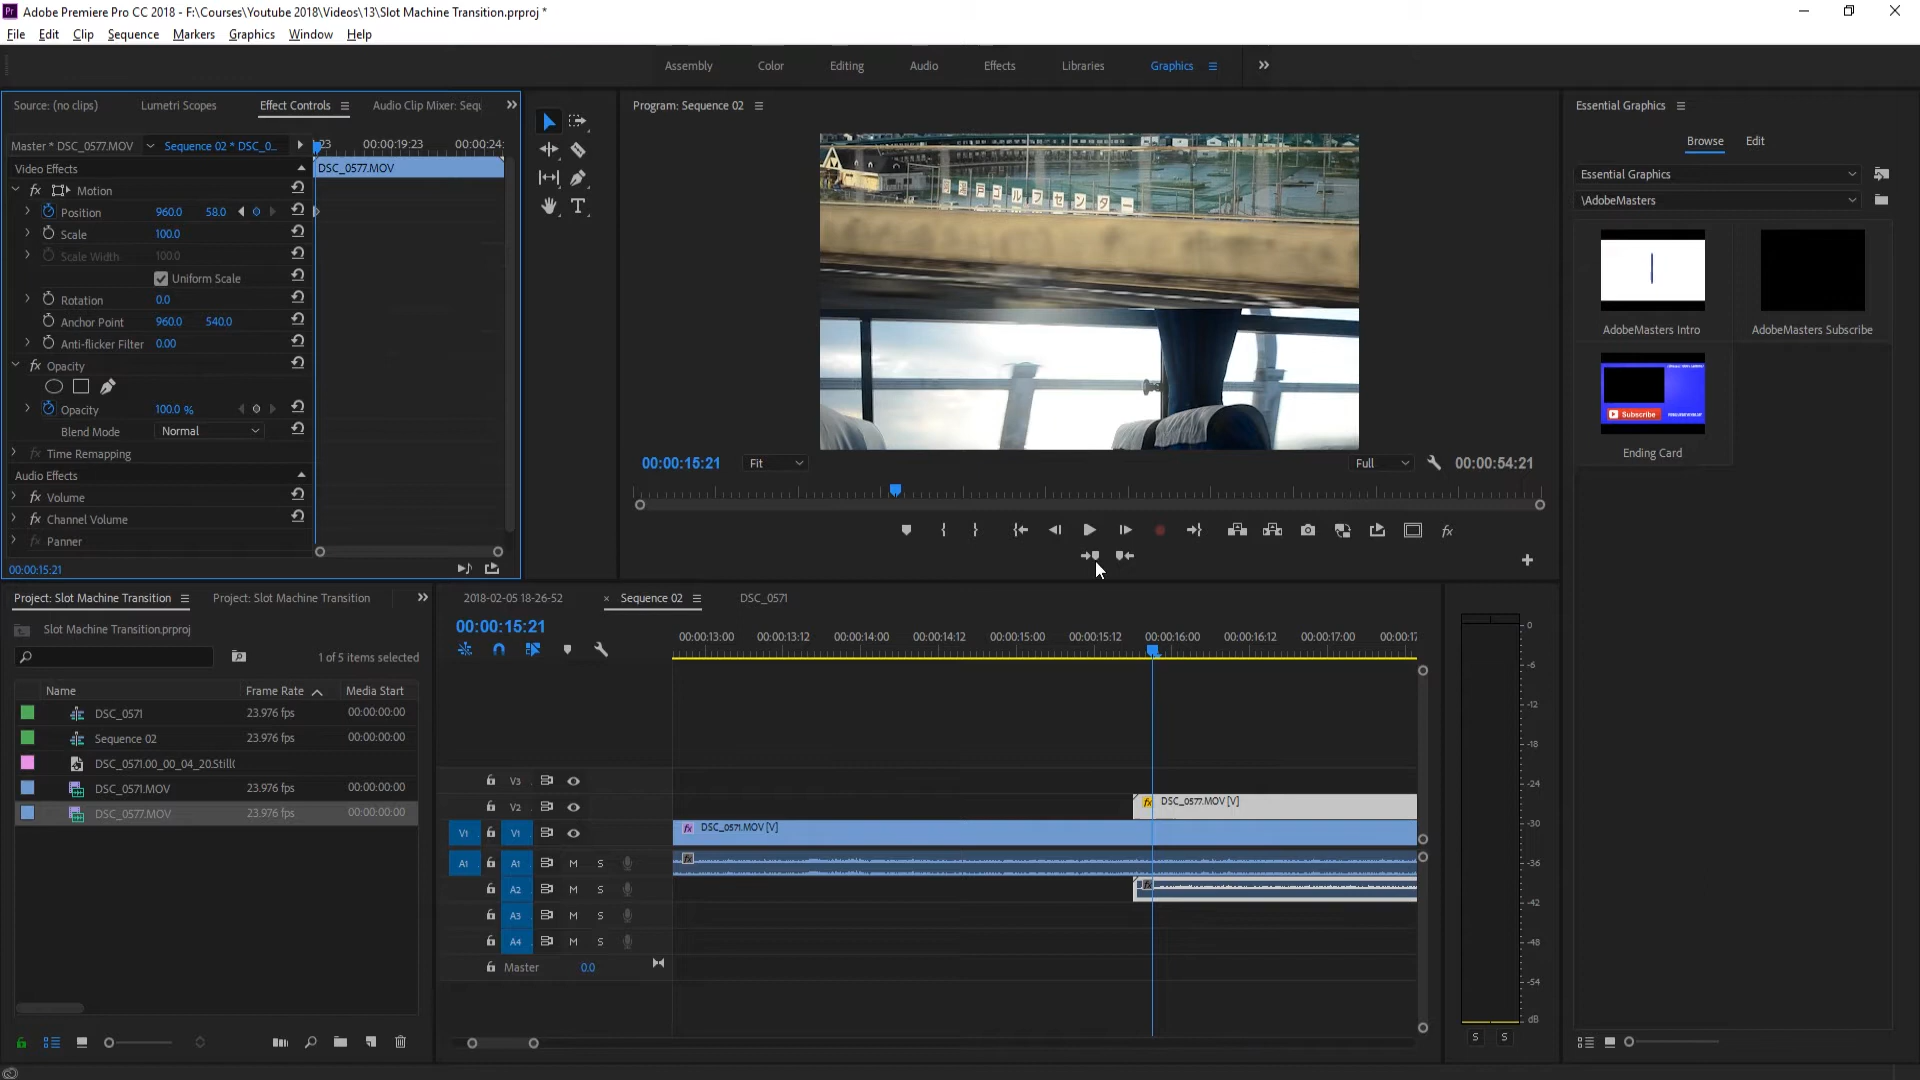 Adobe Premiere Pro CC 2018 - F:\Courses\Youtube 2018\Videos\13\Slot Machine Transition.prproj *
File Edit Clip Sequence Markers Graphics Window Help
Assembly Color Editing Audio Effects Libraries Graphics
Source: (no clips) Lumetri Scopes Effect Controls Audio Clip Mixer: Sequ
Program: Sequence 02
Essential Graphics
Browse Edit
Master * DSC_0577.MOV Sequence 02 * DSC_0... :23 00:00:19:23 00:00:24:
Video Effects DSC_0577.MOV
Motion
Position 960.0 58.0
Scale 100.0
Scale Width 100.0
Uniform Scale
Rotation 0.0
Anchor Point 960.0 540.0
Anti-flicker Filter 0.00
Opacity
Opacity 100.0 %
Blend Mode Normal
Time Remapping
Audio Effects
Volume
Channel Volume
Panner
00:00:15:21
ゴルフセンター
00:00:15:21 Fit Full 00:00:54:21
Essential Graphics
\AdobeMasters
AdobeMasters Intro AdobeMasters Subscribe
Subscribe
Ending Card
Project: Slot Machine Transition Project: Slot Machine Transition
Slot Machine Transition.prproj
1 of 5 items selected
Name Frame Rate Media Start
DSC_0571 23.976 fps 00:00:00:00
Sequence 02 23.976 fps 00:00:00:00
DSC_0571.00_00_04_20.Still(
DSC_0571.MOV 23.976 fps 00:00:00:00
DSC_0577.MOV 23.976 fps 00:00:00:00
2018-02-05 18-26-52 × Sequence 02 DSC_0571
00:00:15:21
00:00:13:00 00:00:13:12 00:00:14:00 00:00:14:12 00:00:15:00 00:00:15:12 00:00:16:00 00:00:16:12 00:00:17:00 00:00:17
V3
V2 DSC_0577.MOV [V]
V1 V1 DSC_0571.MOV [V]
A1 A1 M S
A2 M S
A3 M S
A4 M S
Master 0.0
0
-6
-12
-18
-24
-30
-36
-42
-48
-54
dB
S S